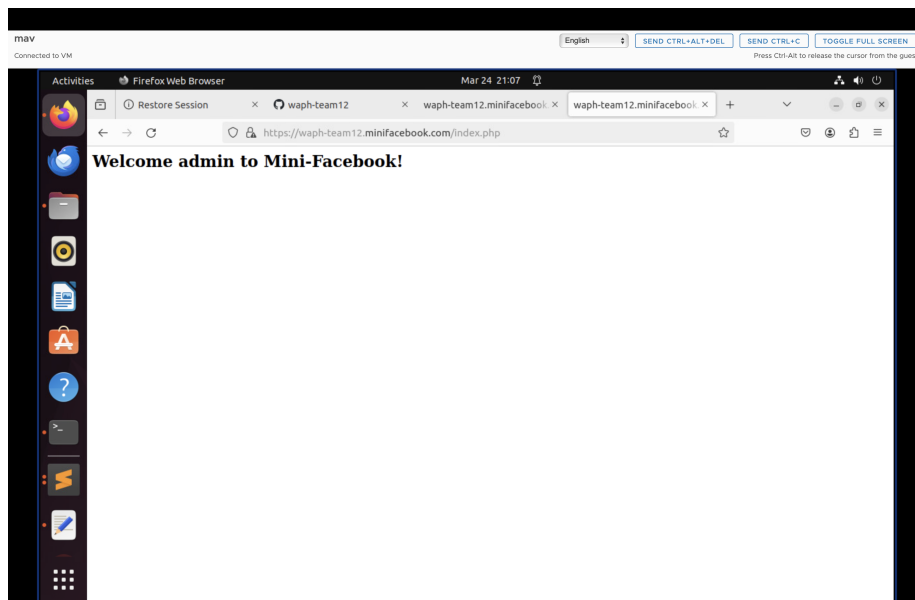 mav
English
SEND CTRL+ALT+DEL
SEND CTRL+C
TOGGLE FULL SCREEN
Connected to VM
Press Ctrl-Alt to release the cursor from the gues
Activities
Firefox Web Browser
Mar 24 21:07
Restore Session
waph-team12
waph-team12.minifacebook.
waph-team12.minifacebook.
https://waph-team12.minifacebook.com/index.php
Welcome admin to Mini-Facebook!